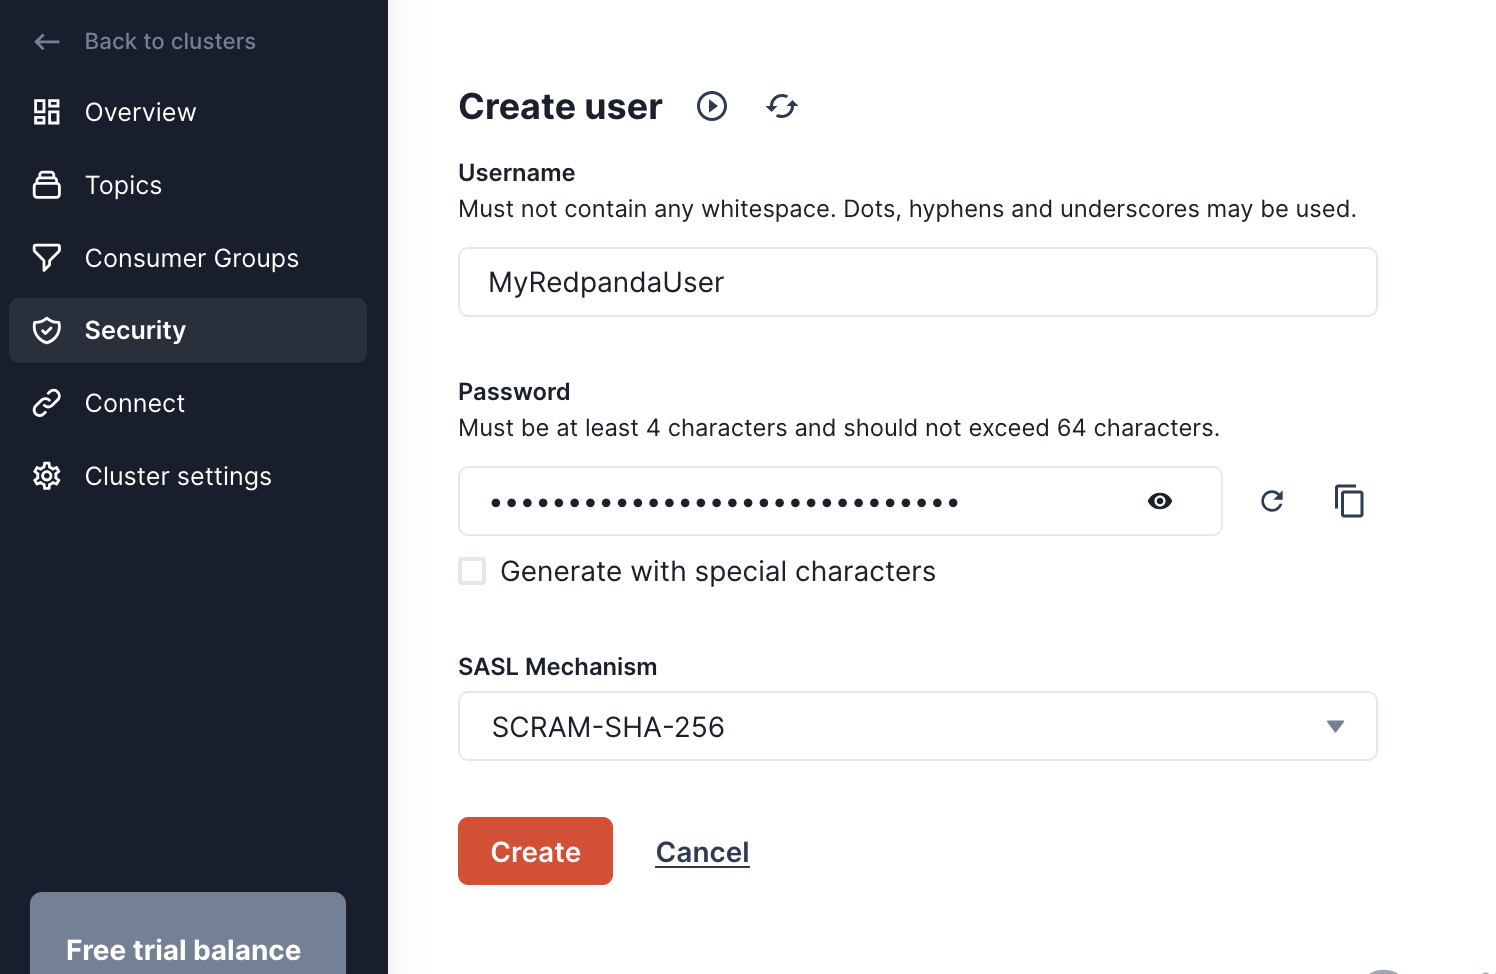 Back to clusters
Overview
Topics
Consumer Groups
Security
Connect
Cluster settings
Free trial balance
Create user
Username
Must not contain any whitespace. Dots, hyphens and underscores may be used.
MyRedpandaUser
Password
Must be at least 4 characters and should not exceed 64 characters.
••••••••••••••••••••••••••••••
Generate with special characters
SASL Mechanism
SCRAM-SHA-256
Create
Cancel